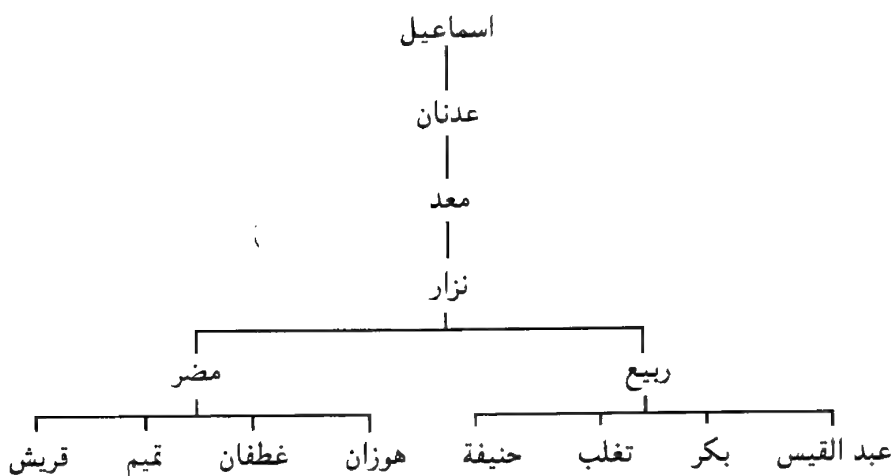 اسماعيل
عدنان
معد
نزار
ربيع مضر
عبد القيس بكر تغلب حنيفة هوزان غطفان تميم قريش